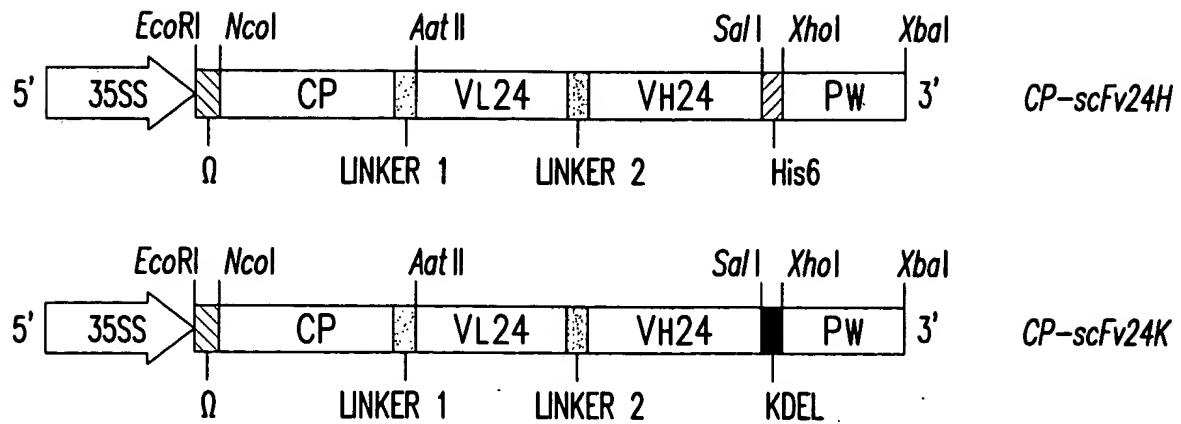 EcoRI NcoI AatII SalI XhoI XbaI
5' 35SS CP VL24 VH24 PW 3' CP-scFv24H
Ω LINKER 1 LINKER 2 His6
EcoRI NcoI AatII SalI XhoI XbaI
5' 35SS CP VL24 VH24 PW 3' CP-scFv24K
Ω LINKER 1 LINKER 2 KDEL